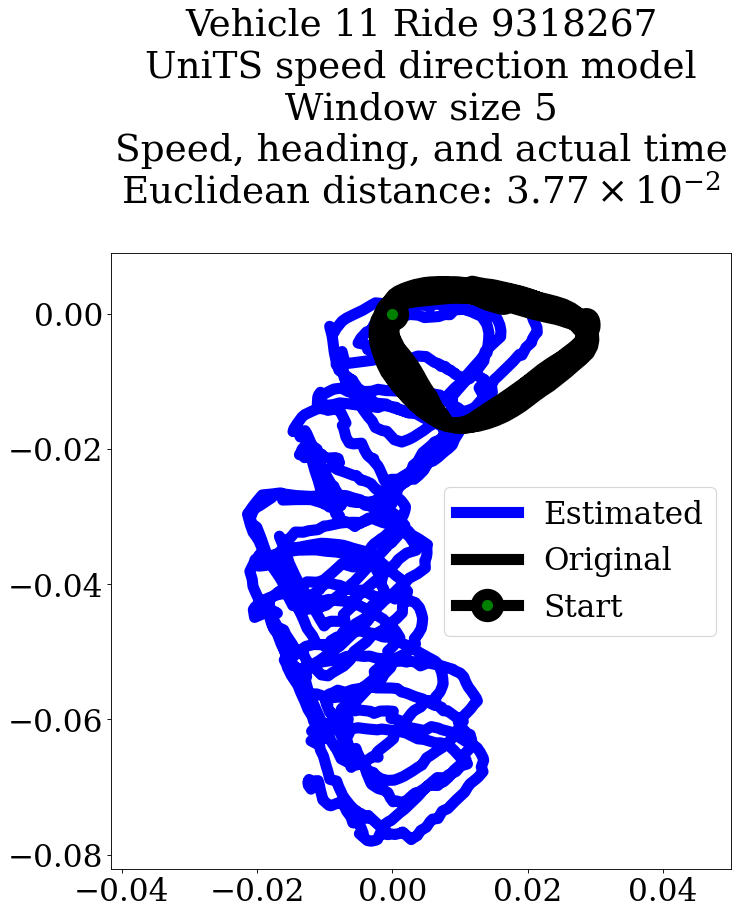 Vehicle 11 Ride 9318267
UniTS speed direction model
Window size 5
Speed, heading, and actual time
Euclidean distance: 3.77 × 10⁻²
0.00
−0.02
−0.04
−0.06
−0.08
Estimated
Original
Start
−0.04 −0.02 0.00 0.02 0.04